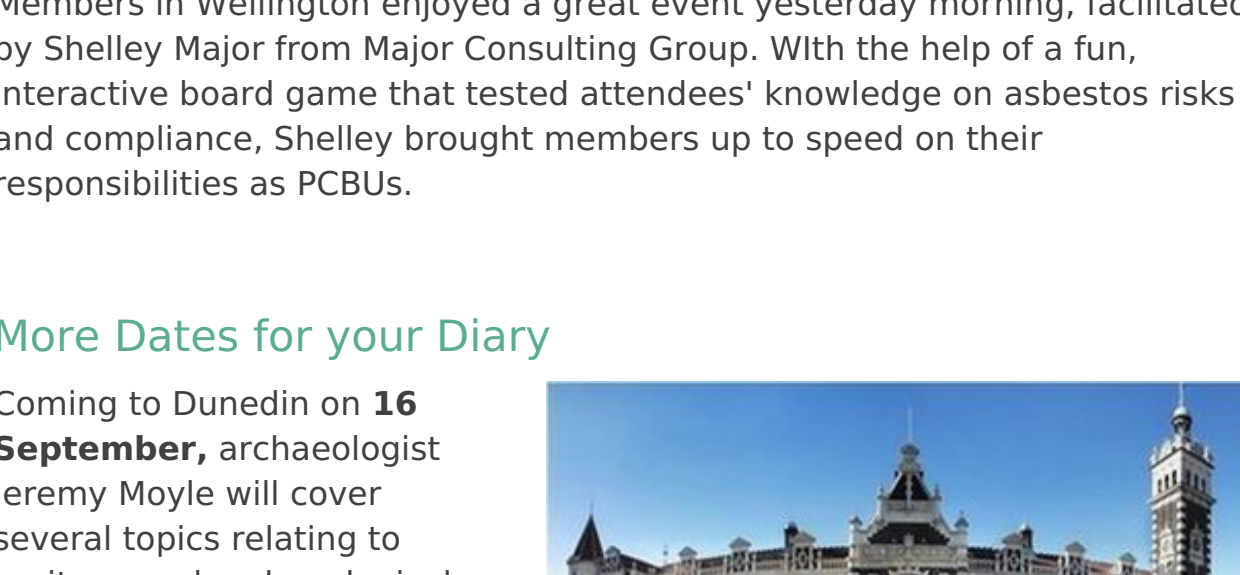 Members in Wellington enjoyed a great event yesterday morning, facilitated
by Shelley Major from Major Consulting Group. WIth the help of a fun,
interactive board game that tested attendees' knowledge on asbestos risks
and compliance, Shelley brought members up to speed on their
responsibilities as PCBUs.
More Dates for your Diary
Coming to Dunedin on 16
September, archaeologist
Jeremy Moyle will cover
several topics relating to